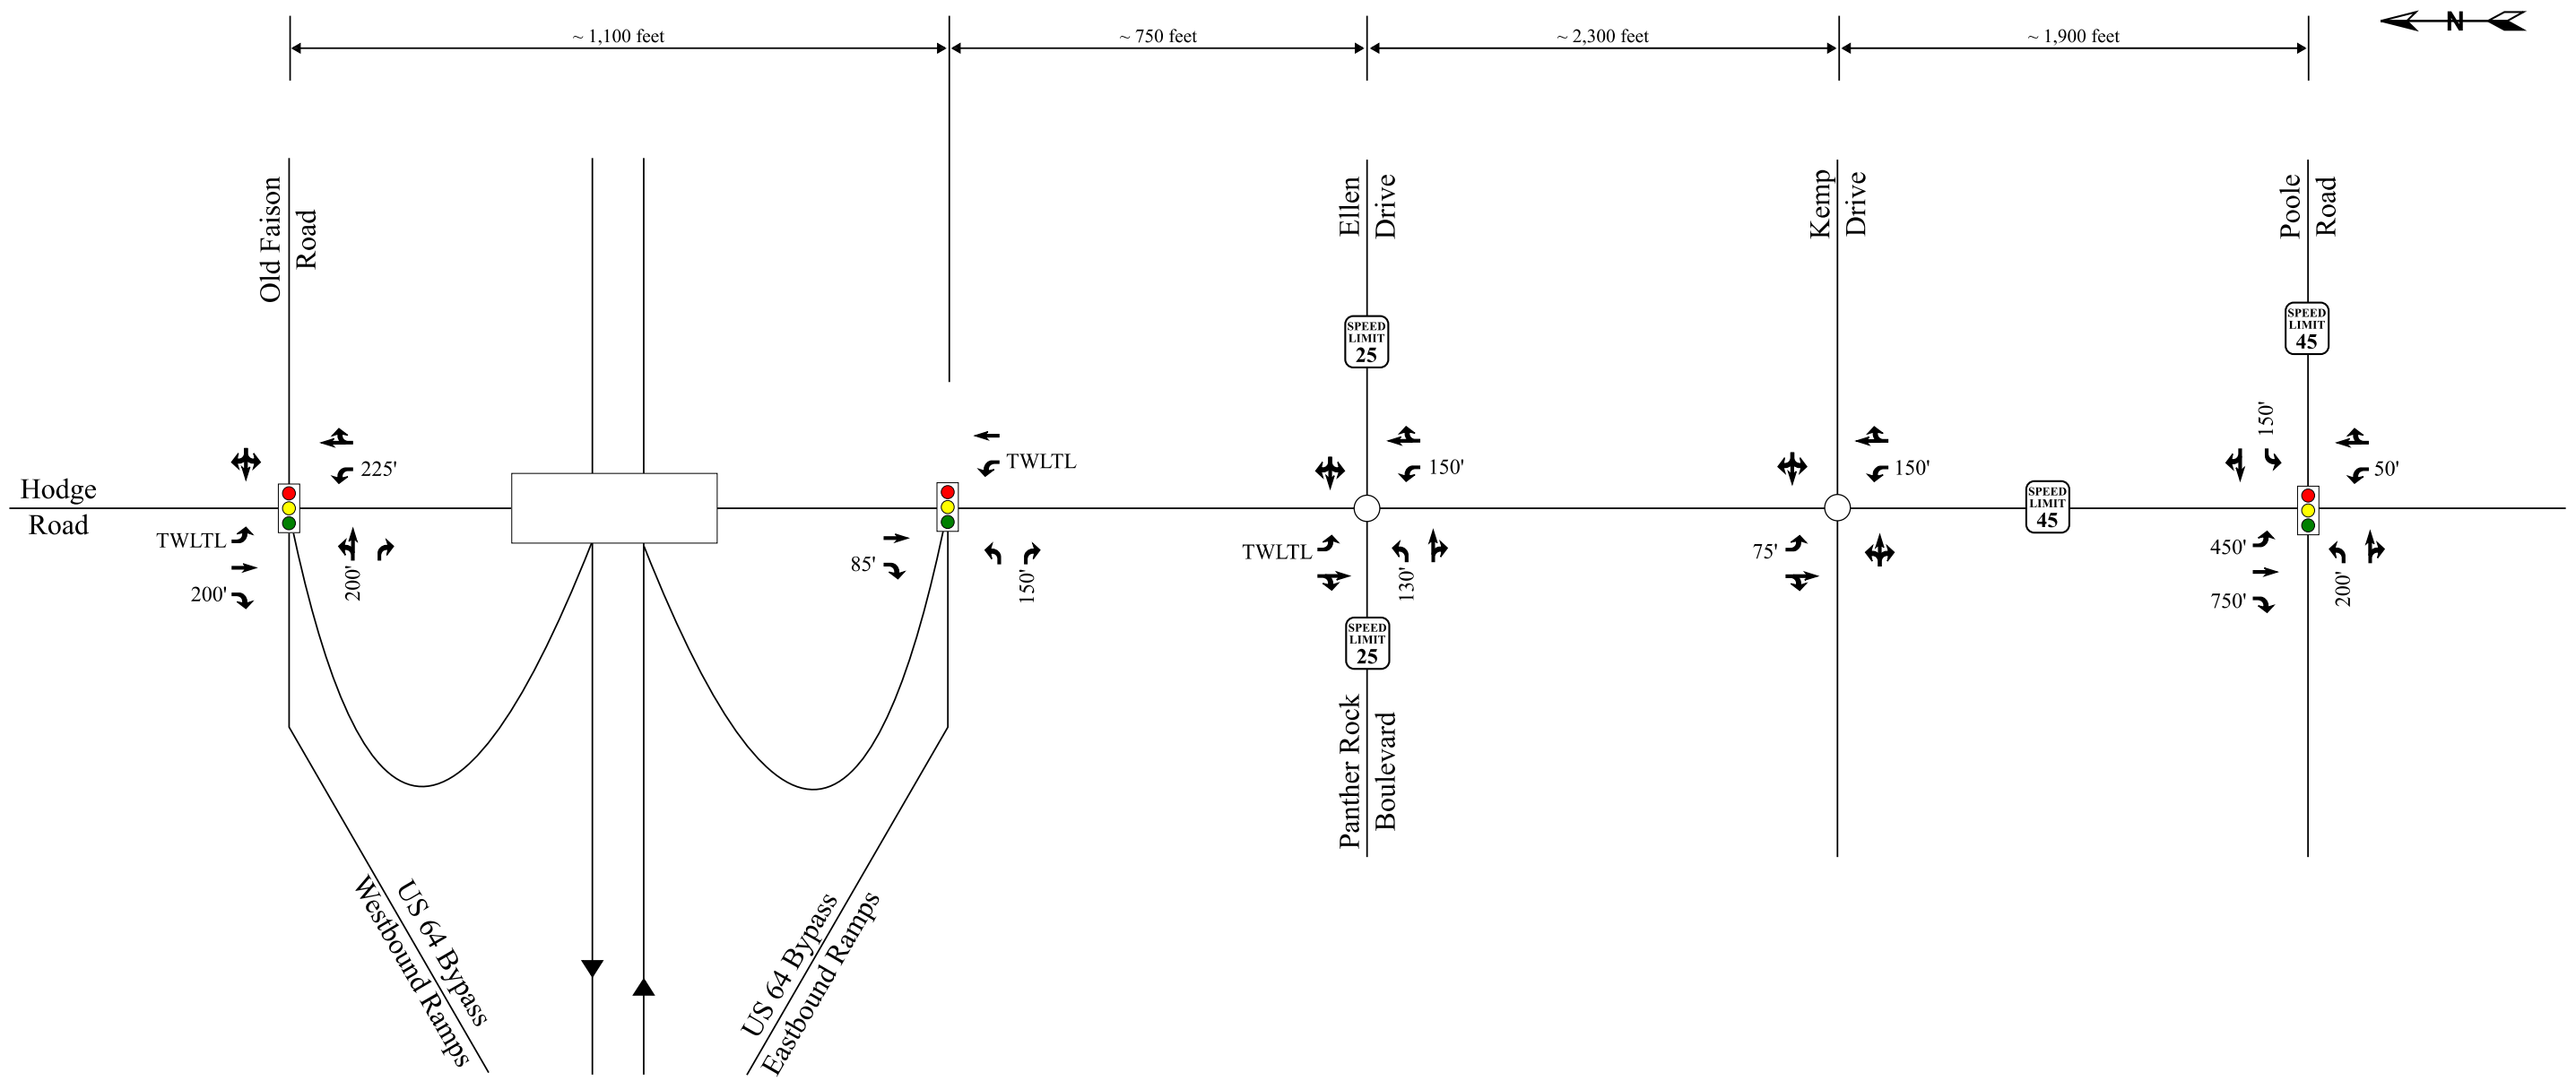 ~ 1,100 feet
~ 750 feet
~ 2,300 feet
~ 1,900 feet
N
Old Faison
Road
Ellen
Drive
Kemp
Drive
Poole
Road
SPEED
LIMIT
25
SPEED
LIMIT
45
225'
TWLTL
150'
150'
150'
50'
Hodge
Road
SPEED
LIMIT
45
TWLTL
200'
200'
85'
150'
TWLTL
130'
75'
450'
750'
200'
SPEED
LIMIT
25
Panther Rock
Boulevard
US 64 Bypass
Westbound Ramps
US 64 Bypass
Eastbound Ramps